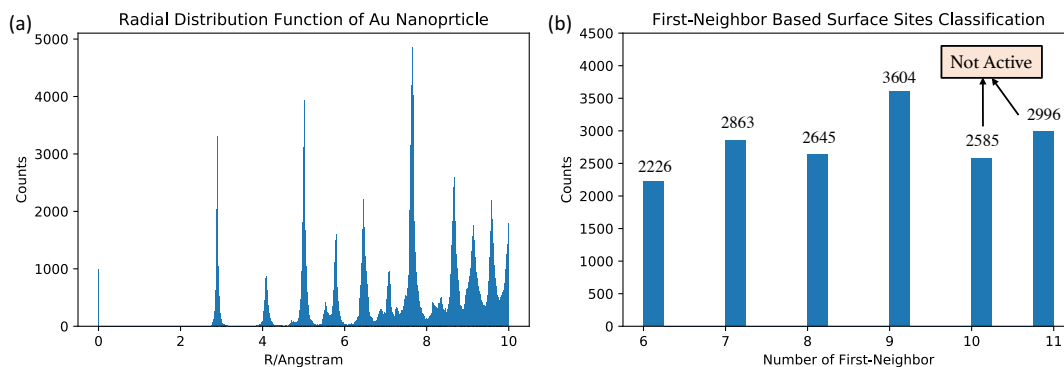 (a)
Radial Distribution Function of Au Nanoprticle
5000
4000
3000
2000
1000
0
Counts
0 2 4 6 8 10
R/Angstram
(b)
First-Neighbor Based Surface Sites Classification
4500
4000
3500
3000
2500
2000
1500
1000
500
0
Counts
Not Active
2226
2863
2645
3604
2585
2996
6 7 8 9 10 11
Number of First-Neighbor